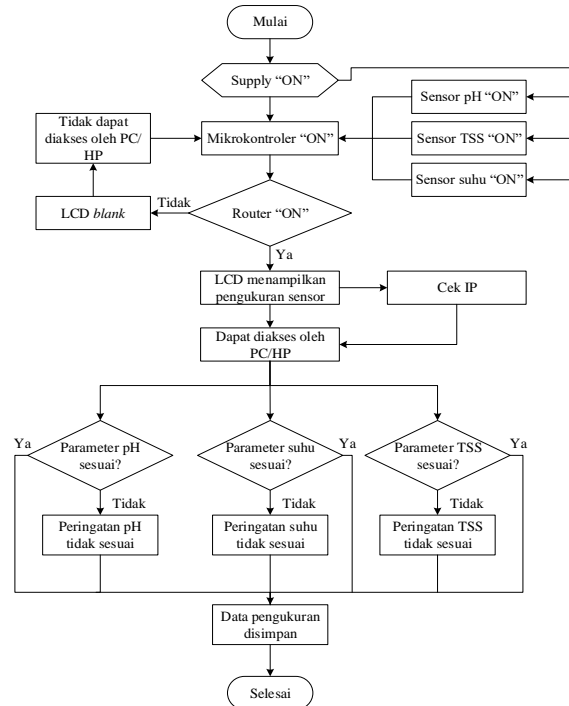 Mulai
Supply “ON”
Sensor pH “ON”
Tidak dapat
diakses oleh PC/
HP
Mikrokontroler “ON”
Sensor TSS “ON”
Sensor suhu “ON”
LCD blank
Tidak
Router “ON”
Ya
LCD menampilkan
pengukuran sensor
Cek IP
Dapat diakses oleh
PC/HP
Ya
Parameter pH
sesuai?
Parameter suhu
sesuai?
Ya
Parameter TSS
sesuai?
Ya
Tidak
Tidak
Tidak
Peringatan pH
tidak sesuai
Peringatan suhu
tidak sesuai
Peringatan TSS
tidak sesuai
Data pengukuran
disimpan
Selesai